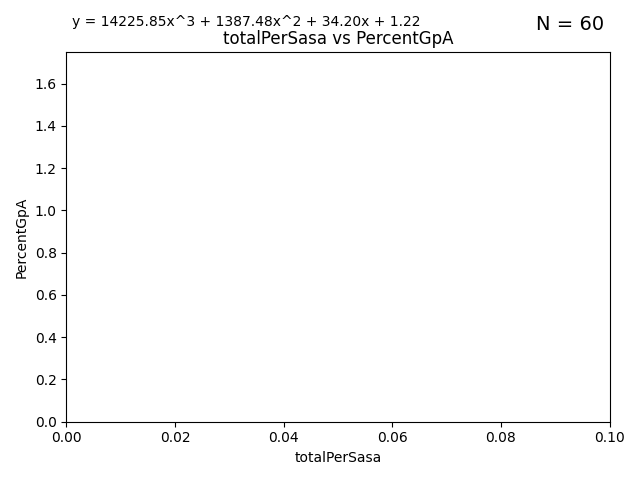 y = 14225.85x^3 + 1387.48x^2 + 34.20x + 1.22
N = 60
totalPerSasa vs PercentGpA
1.6
1.4
1.2
1.0
0.8
0.6
0.4
0.2
0.0
PercentGpA
0.00 0.02 0.04 0.06 0.08 0.10
totalPerSasa